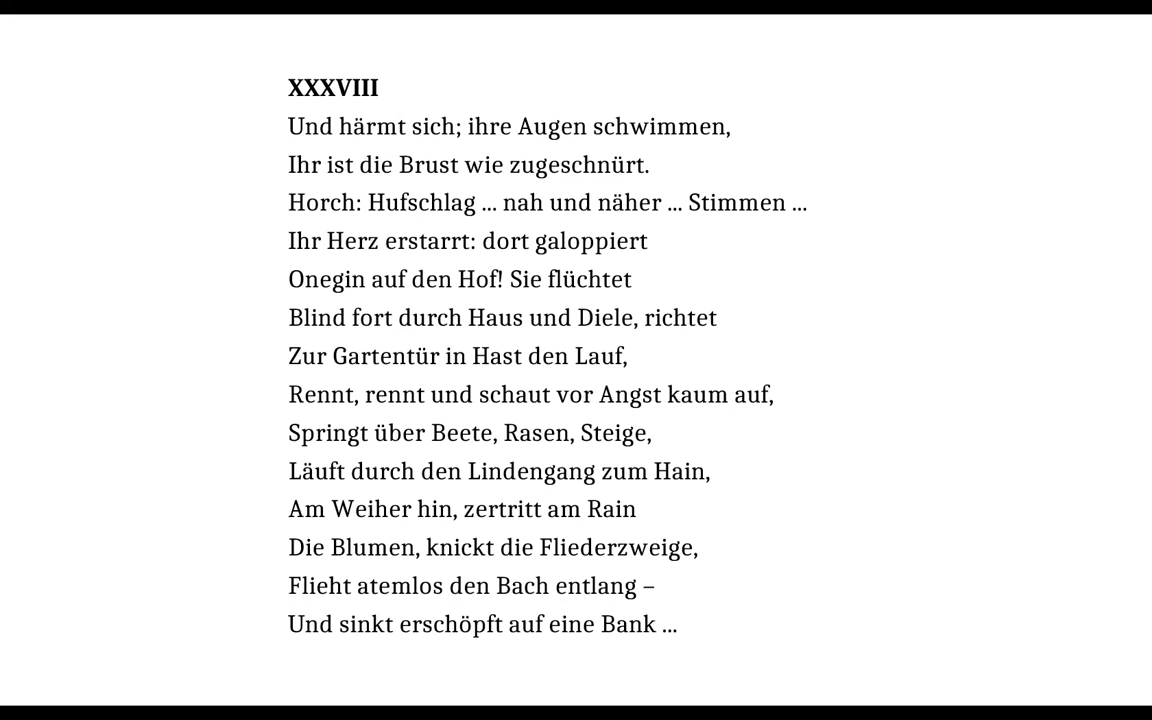 XXXVIII
Und härmt sich; ihre Augen schwimmen,
Ihr ist die Brust wie zugeschnürt.
Horch: Hufschlag ... nah und näher ... Stimmen ...
Ihr Herz erstarrt: dort galoppiert
Onegin auf den Hof! Sie flüchtet
Blind fort durch Haus und Diele, richtet
Zur Gartentür in Hast den Lauf,
Rennt, rennt und schaut vor Angst kaum auf,
Springt über Beete, Rasen, Steige,
Läuft durch den Lindengang zum Hain,
Am Weiher hin, zertritt am Rain
Die Blumen, knickt die Fliederzweige,
Flieht atemlos den Bach entlang –
Und sinkt erschöpft auf eine Bank ...